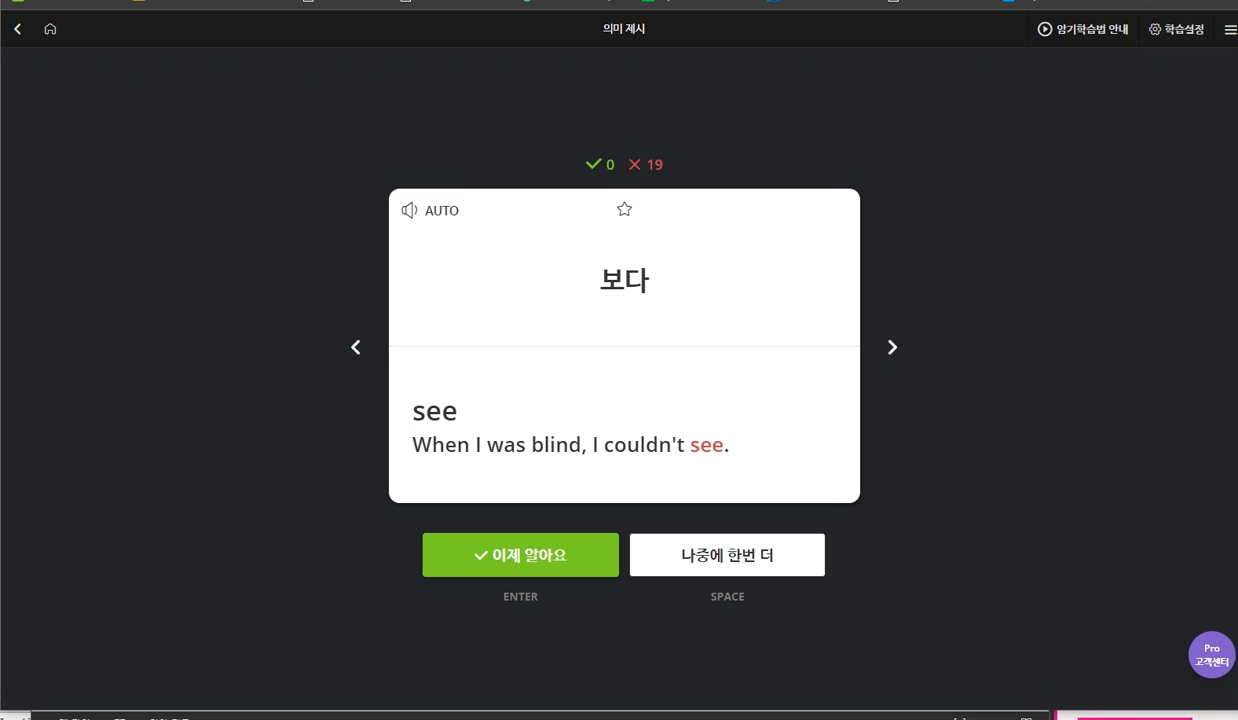 의미 제시
암기학습법 안내
학습설정
0 19
AUTO
보다
see
When I was blind, I couldn't see.
이제 알아요
나중에 한번 더
ENTER
SPACE
Pro
고객센터